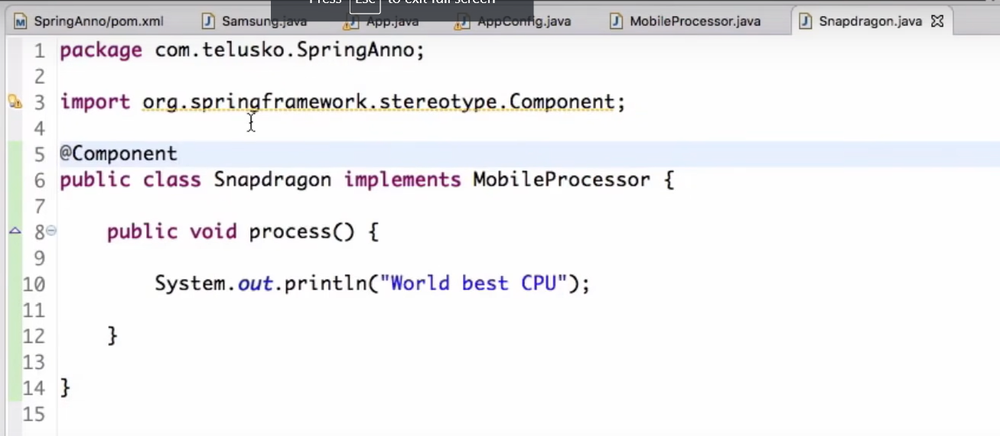 Press Esc to exit full screen
SpringAnno/pom.xml Samsung.java App.java AppConfig.java MobileProcessor.java Snapdragon.java
1 package com.telusko.SpringAnno;
2
3 import org.springframework.stereotype.Component;
4
5 @Component
6 public class Snapdragon implements MobileProcessor {
7
8 public void process() {
9
10 System.out.println("World best CPU");
11
12 }
13
14 }
15